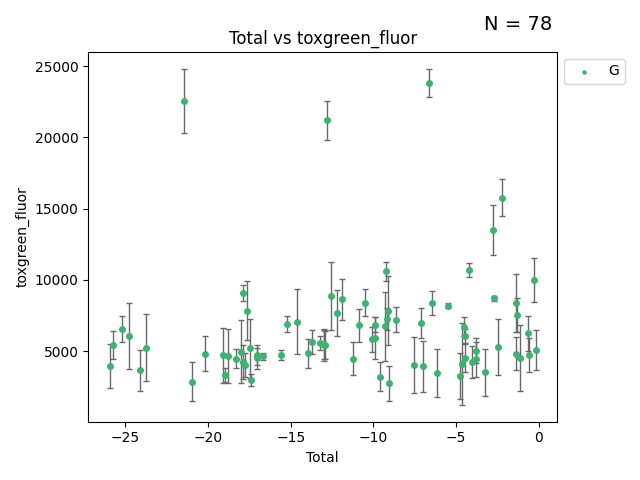 N = 78
Total vs toxgreen_fluor
G
25000
20000
15000
10000
5000
toxgreen_fluor
−25 −20 −15 −10 −5 0
Total